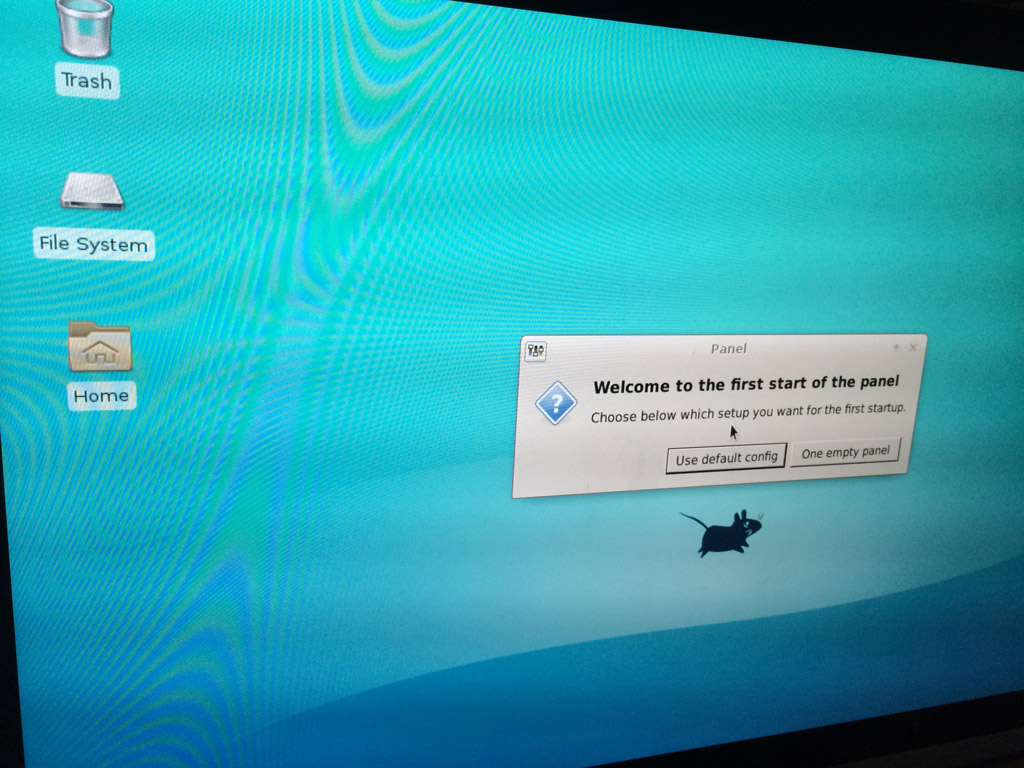 Trash
File System
Home
Panel
Welcome to the first start of the panel
Choose below which setup you want for the first startup.
Use default config
One empty panel